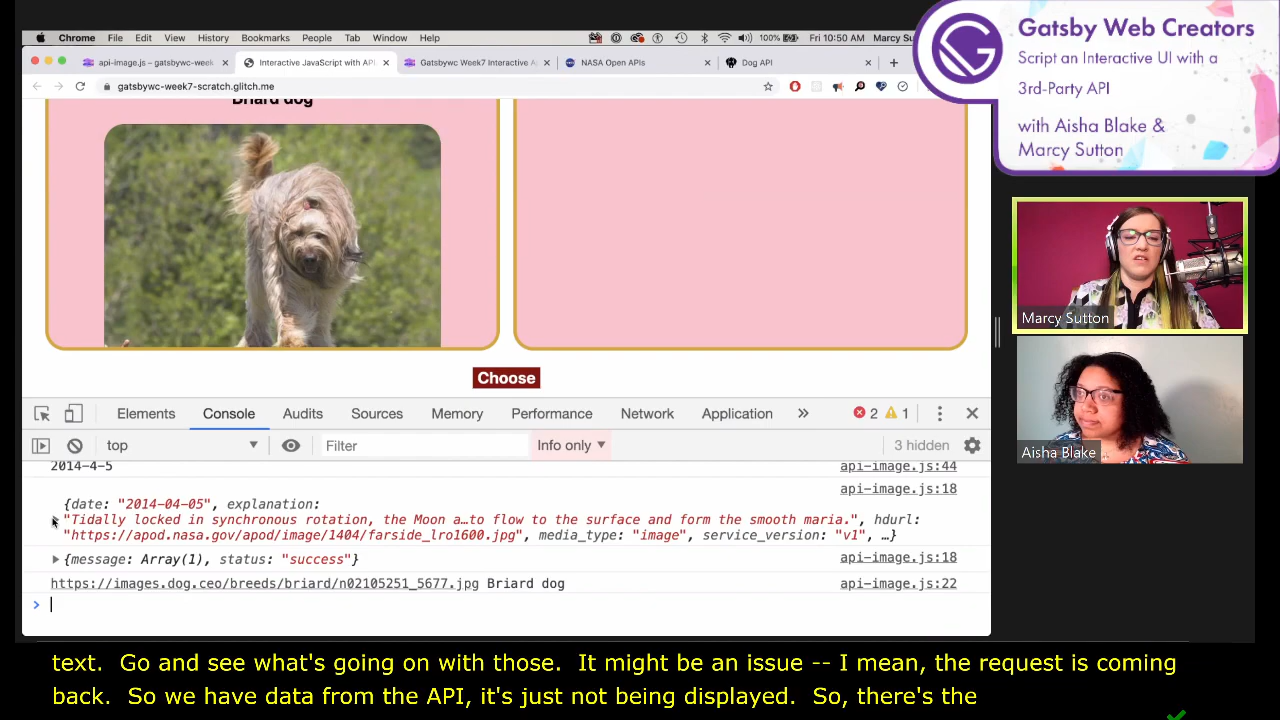 Chrome File Edit View History Bookmarks People Tab Window Help 100% Fri 10:50 AM Marcy Su
api-image.js – gatsbywc-week × Interactive JavaScript with API × Gatsbywc Week7 Interactive A × NASA Open APIs × Dog API × +
gatsbywc-week7-scratch.glitch.me
Gatsby Web Creators
Script an Interactive UI with a
3rd-Party API
with Aisha Blake &
Marcy Sutton
Briard dog
Choose
Marcy Sutton
Aisha Blake
Elements Console Audits Sources Memory Performance Network Application » 2 1
top Filter Info only 3 hidden
2014-4-5 api-image.js:44
api-image.js:18
{date: "2014-04-05", explanation:
"Tidally locked in synchronous rotation, the Moon a…to flow to the surface and form the smooth maria.", hdurl:
"https://apod.nasa.gov/apod/image/1404/farside_lro1600.jpg", media_type: "image", service_version: "v1", …}
{message: Array(1), status: "success"} api-image.js:18
https://images.dog.ceo/breeds/briard/n02105251_5677.jpg Briard dog api-image.js:22
>
text. Go and see what's going on with those. It might be an issue -- I mean, the request is coming
back. So we have data from the API, it's just not being displayed. So, there's the